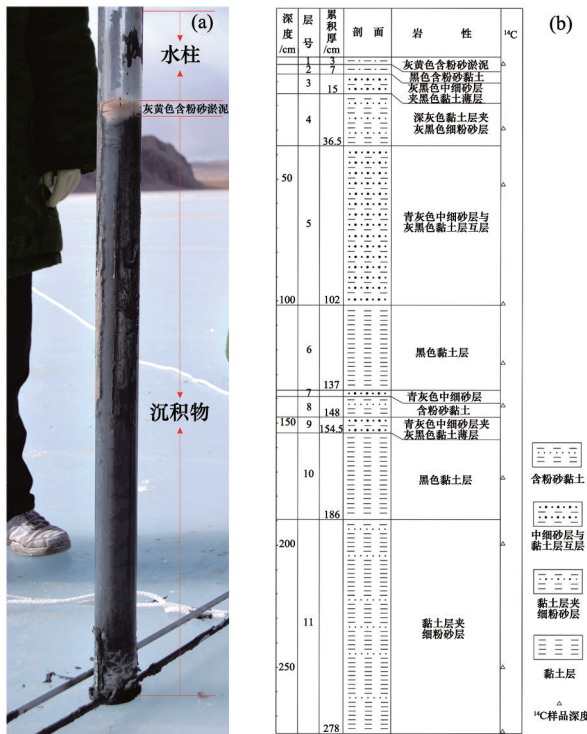 (a)
水柱
灰黄色含粉砂淤泥
沉积物
(b)
深度/cm
层号
累积厚/cm
剖面
岩性
¹⁴C
1
3
灰黄色含粉砂淤泥
2
7
黑色含粉砂黏土
3
15
灰黑色中细砂层
夹黑色黏土薄层
4
36.5
深灰色黏土层夹
灰黑色细粉砂层
50
5
青灰色中细砂层与
灰黑色黏土层互层
100
102
6
黑色黏土层
137
7
青灰色中细砂层
8
148
含粉砂黏土
150
9
154.5
青灰色中细砂层夹
灰黑色黏土薄层
10
黑色黏土层
186
200
11
黏土层夹
细粉砂层
250
278
含粉砂黏土
中细砂层与
黏土层互层
黏土层夹
细粉砂层
黏土层
¹⁴C样品深度